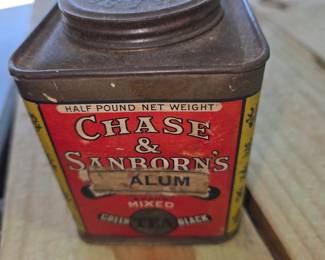 HALF POUND NET WEIGHT
CHASE
&
SANBORN'S
ALUM
MIXED
GREEN TEA BLACK